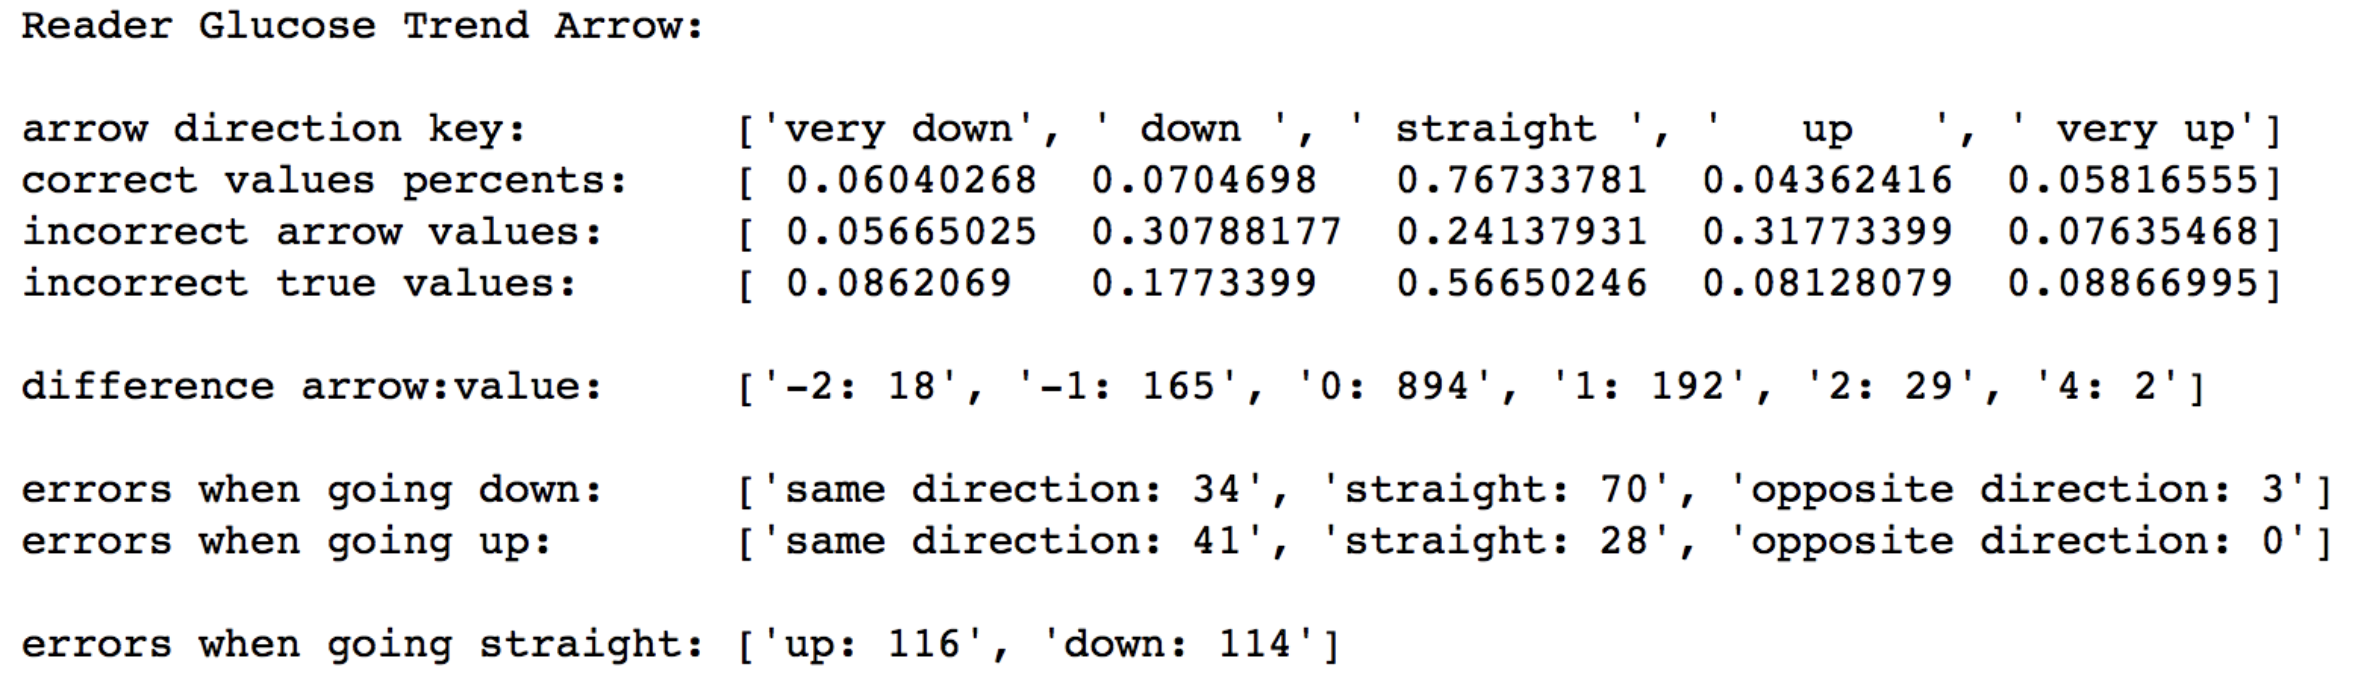 Reader Glucose Trend Arrow:
arrow direction key: ['very down', ' down ', ' straight ', '  up  ', ' very up']
correct values percents: [ 0.06040268 0.0704698 0.76733781 0.04362416 0.05816555]
incorrect arrow values: [ 0.05665025 0.30788177 0.24137931 0.31773399 0.07635468]
incorrect true values: [ 0.0862069 0.1773399 0.56650246 0.08128079 0.08866995]
difference arrow:value: ['-2: 18', '-1: 165', '0: 894', '1: 192', '2: 29', '4: 2']
errors when going down: ['same direction: 34', 'straight: 70', 'opposite direction: 3']
errors when going up: ['same direction: 41', 'straight: 28', 'opposite direction: 0']
errors when going straight: ['up: 116', 'down: 114']